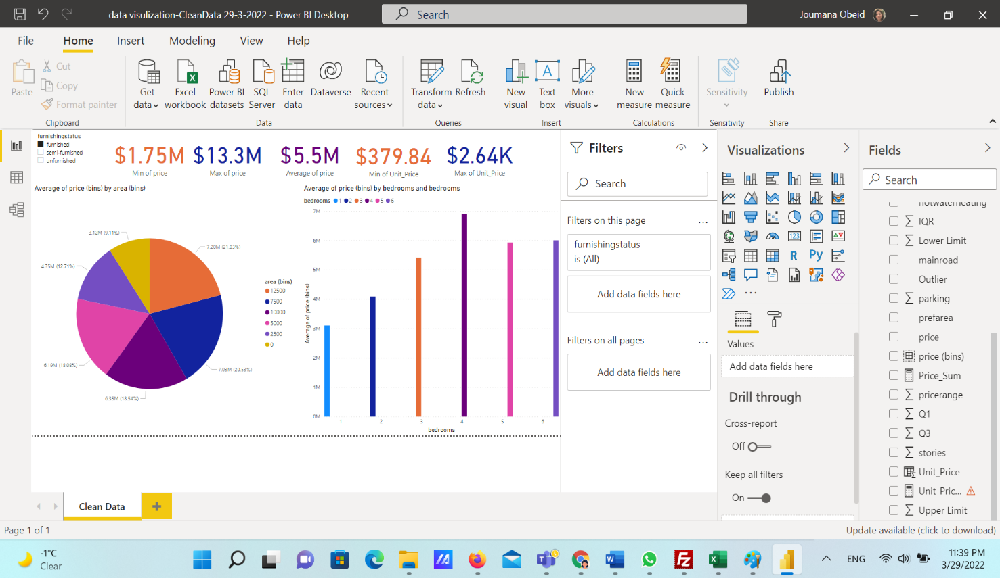 data visulization-CleanData 29-3-2022 - Power BI Desktop
Search
Joumana Obeid
File
Home
Insert
Modeling
View
Help
Paste
Cut
Copy
Format painter
Clipboard
Get data
Excel workbook
Power BI datasets
SQL Server
Enter data
Dataverse
Recent sources
Data
Transform data
Refresh
Queries
New visual
Text box
A
More visuals
Insert
New measure
Quick measure
Calculations
Sensitivity
Sensitivity
Publish
Share
furnishingstatus
furnished
semi-furnished
unfurnished
$1.75M
Min of price
$13.3M
Max of price
$5.5M
Average of price
$379.84
Min of Unit_Price
$2.64K
Max of Unit_Price
Average of price (bins) by area (bins)
3.12M (9.11%)
7.20M (21.03%)
4.35M (12.71%)
6.19M (18.08%)
7.03M (20.53%)
6.35M (18.54%)
area (bins)
12500
7500
10000
5000
2500
0
Average of price (bins) by bedrooms and bedrooms
bedrooms 1 2 3 4 5 6
7M
6M
5M
4M
3M
2M
1M
0M
Average of price (bins)
1 2 3 4 5 6
bedrooms
Filters
Search
Filters on this page
...
furnishingstatus
is (All)
Add data fields here
Filters on all pages
...
Add data fields here
Visualizations
123
R
Py
...
Values
Add data fields here
Drill through
Cross-report
Off
Keep all filters
On
Fields
Search
hotwaterheating
IQR
Lower Limit
mainroad
Outlier
parking
prefarea
price
price (bins)
Price_Sum
pricerange
Q1
Q3
stories
Unit_Price
Unit_Pric...
Upper Limit
Clean Data
+
Page 1 of 1
Update available (click to download)
-1°C
Clear
ENG
11:39 PM
3/29/2022